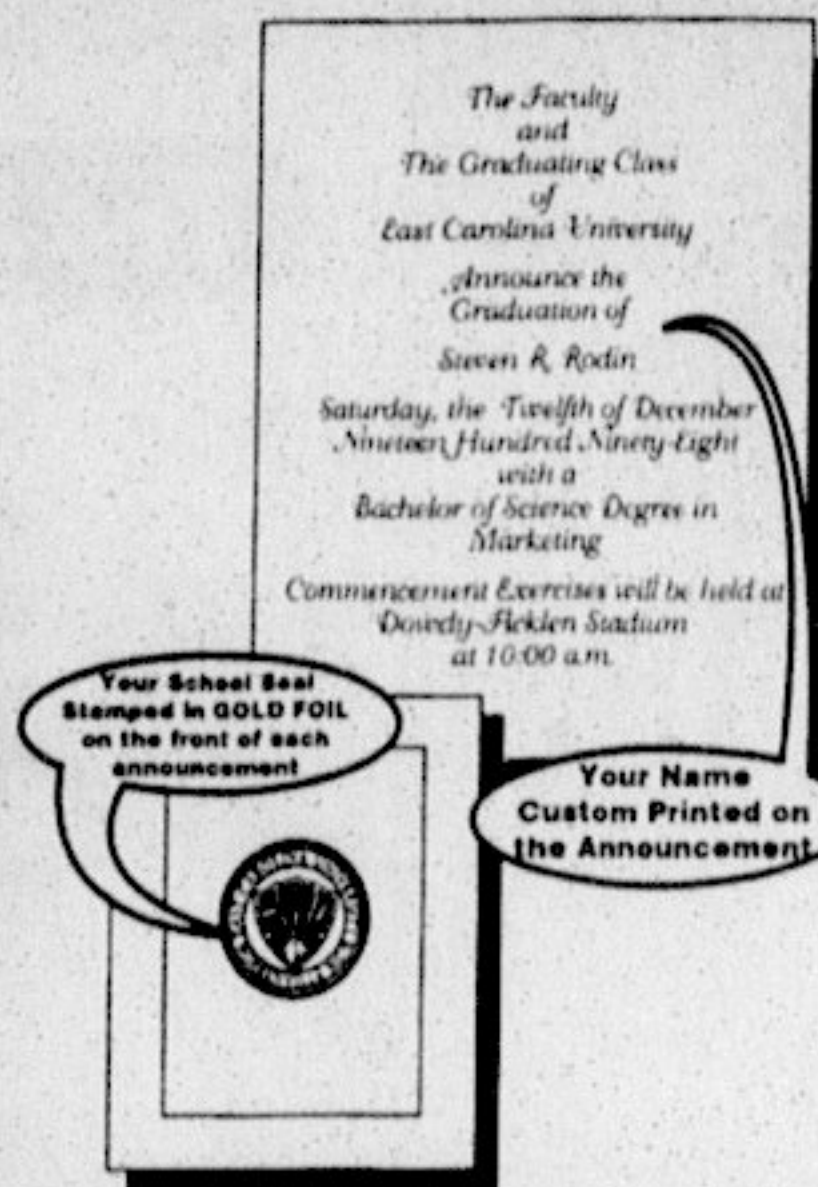 The Faculty
and
The Graduating Class
of
East Carolina University
Announce the
Graduation of
Steven R. Rodin
Saturday, the Twelfth of December
Nineteen Hundred Ninety-Eight
with a
Bachelor of Science Degree in
Marketing
Commencement Exercises will be held at
Dowdy-Ficklen Stadium
at 10:00 a.m.
Your School Seal
Stamped in GOLD FOIL
on the front of each
announcement
Your Name
Custom Printed on
the Announcement